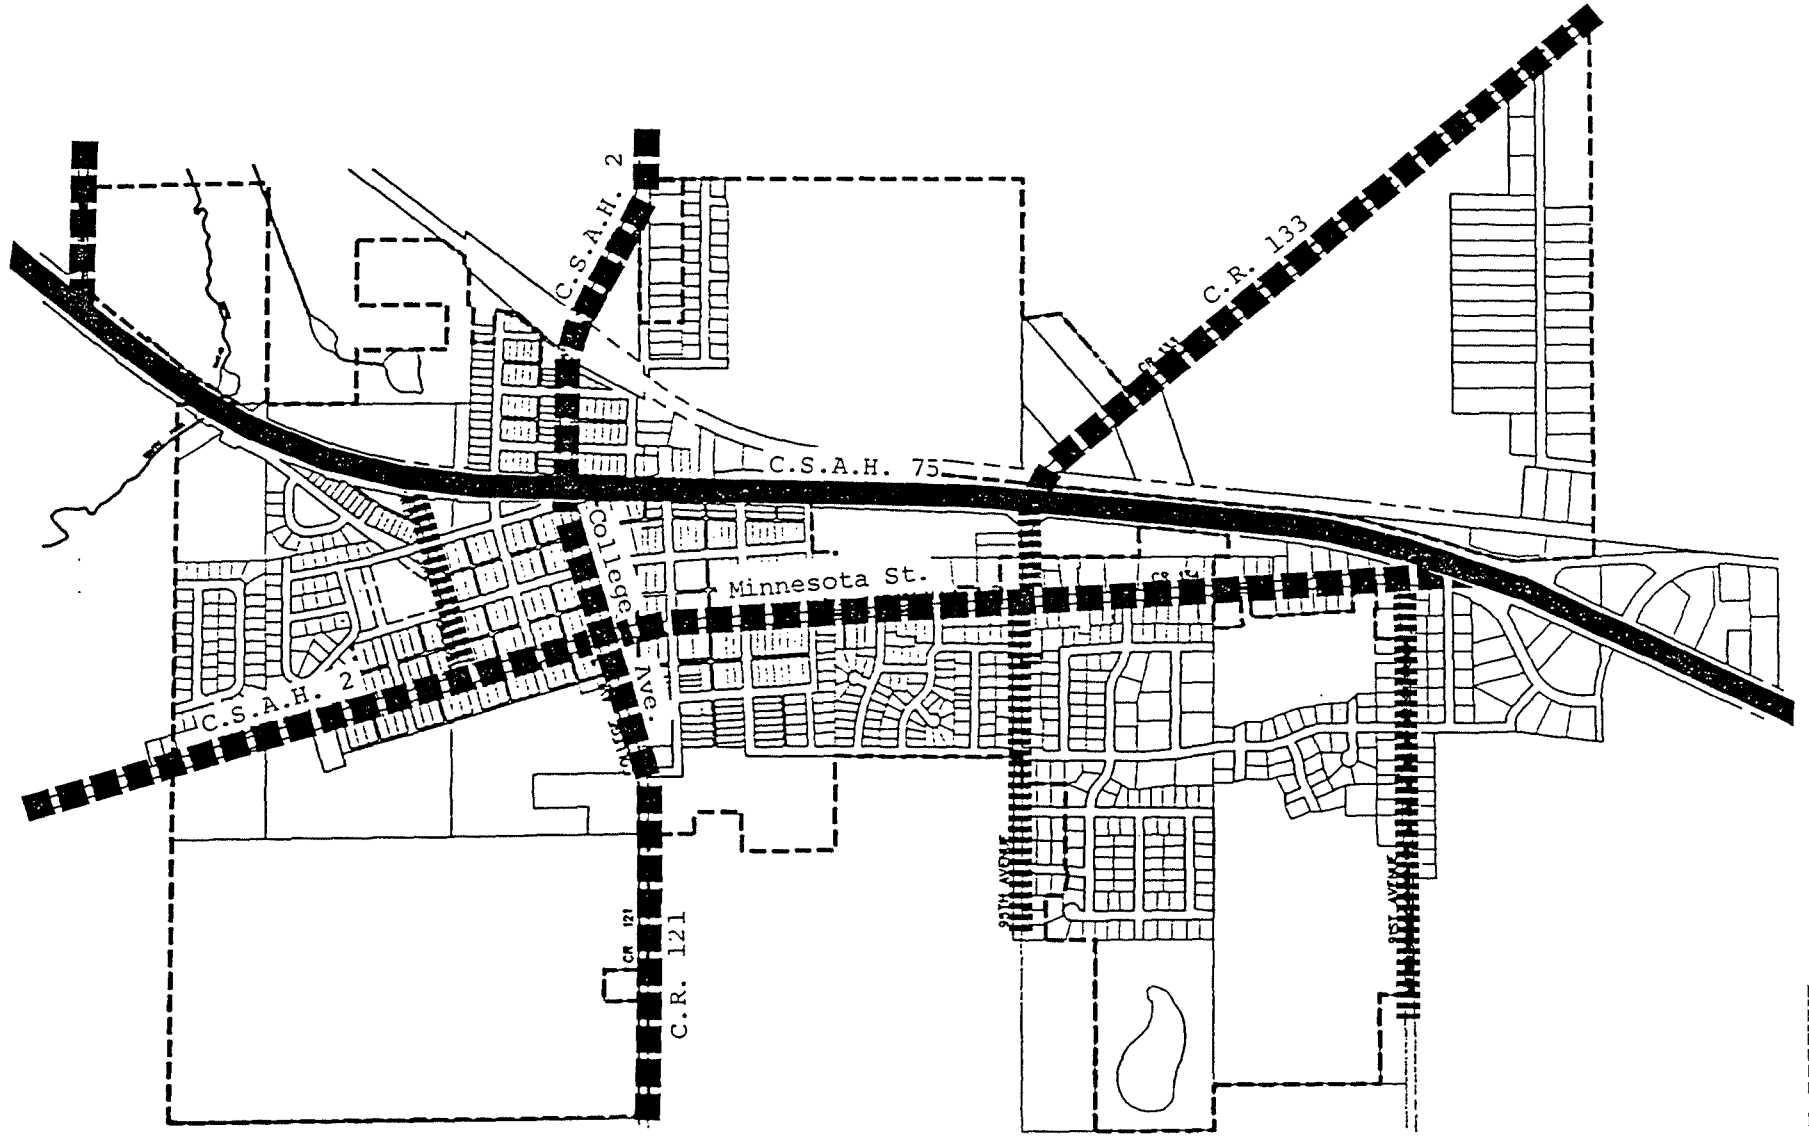 C.S.A.H. 2
C.R. 133
C.S.A.H. 75
College Ave.
Minnesota St.
C.S.A.H. 2
95TH AVENUE
91ST AVENUE
CR 121
C.R. 121